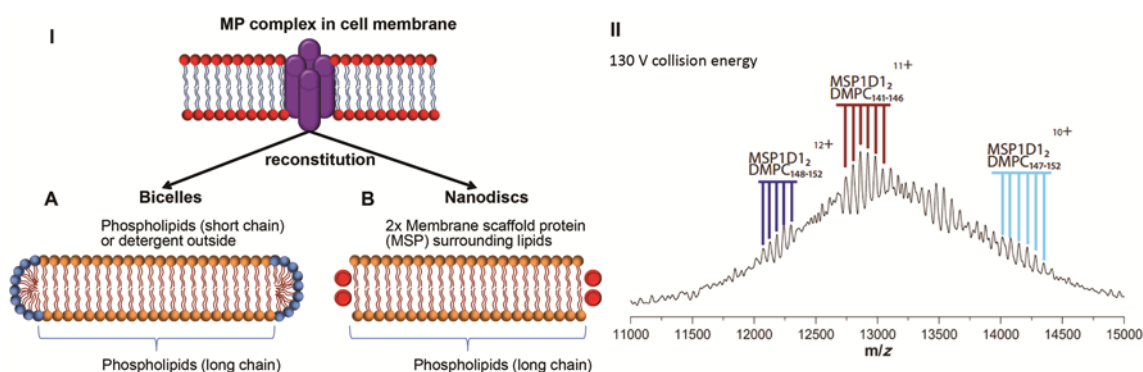 I
MP complex in cell membrane
reconstitution
A
Bicelles
Phospholipids (short chain)
or detergent outside
Phospholipids (long chain)
B
Nanodiscs
2x Membrane scaffold protein
(MSP) surrounding lipids
Phospholipids (long chain)
II
130 V collision energy
MSP1D1₂ 12+
DMPC₁₄₈₋₁₅₂
MSP1D1₂ 11+
DMPC₁₄₁₋₁₄₆
MSP1D1₂ 10+
DMPC₁₄₇₋₁₅₂
11000 11500 12000 12500 13000 13500 14000 14500 15000
m/z